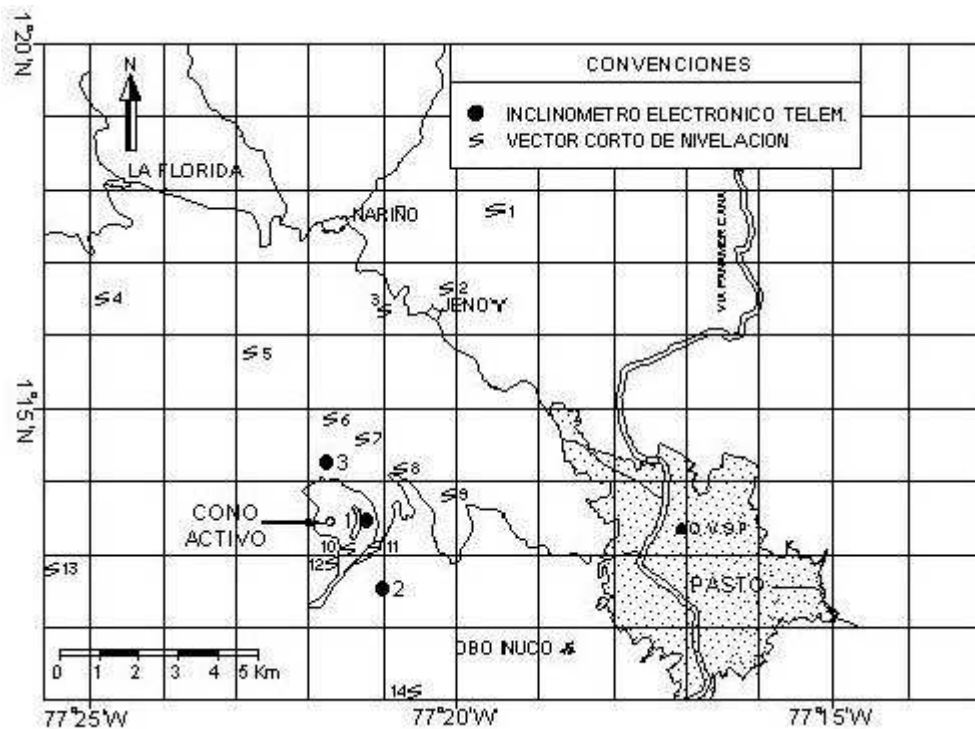 1°20'N
CONVENCIONES
INCLINOMETRO ELECTRONICO TELEM.
VECTOR CORTO DE NIVELACION
N
LA FLORIDA
NARIÑO
1
VIA PANAMERICANA
2
3
JENOY
4
5
1°15'N
6
7
3
8
9
CONO
ACTIVO
1
O.V.S.P.
10
11
12
13
2
PASTO
OBONUCO
0 1 2 3 4 5 Km
14
77°25'W
77°20'W
77°15'W